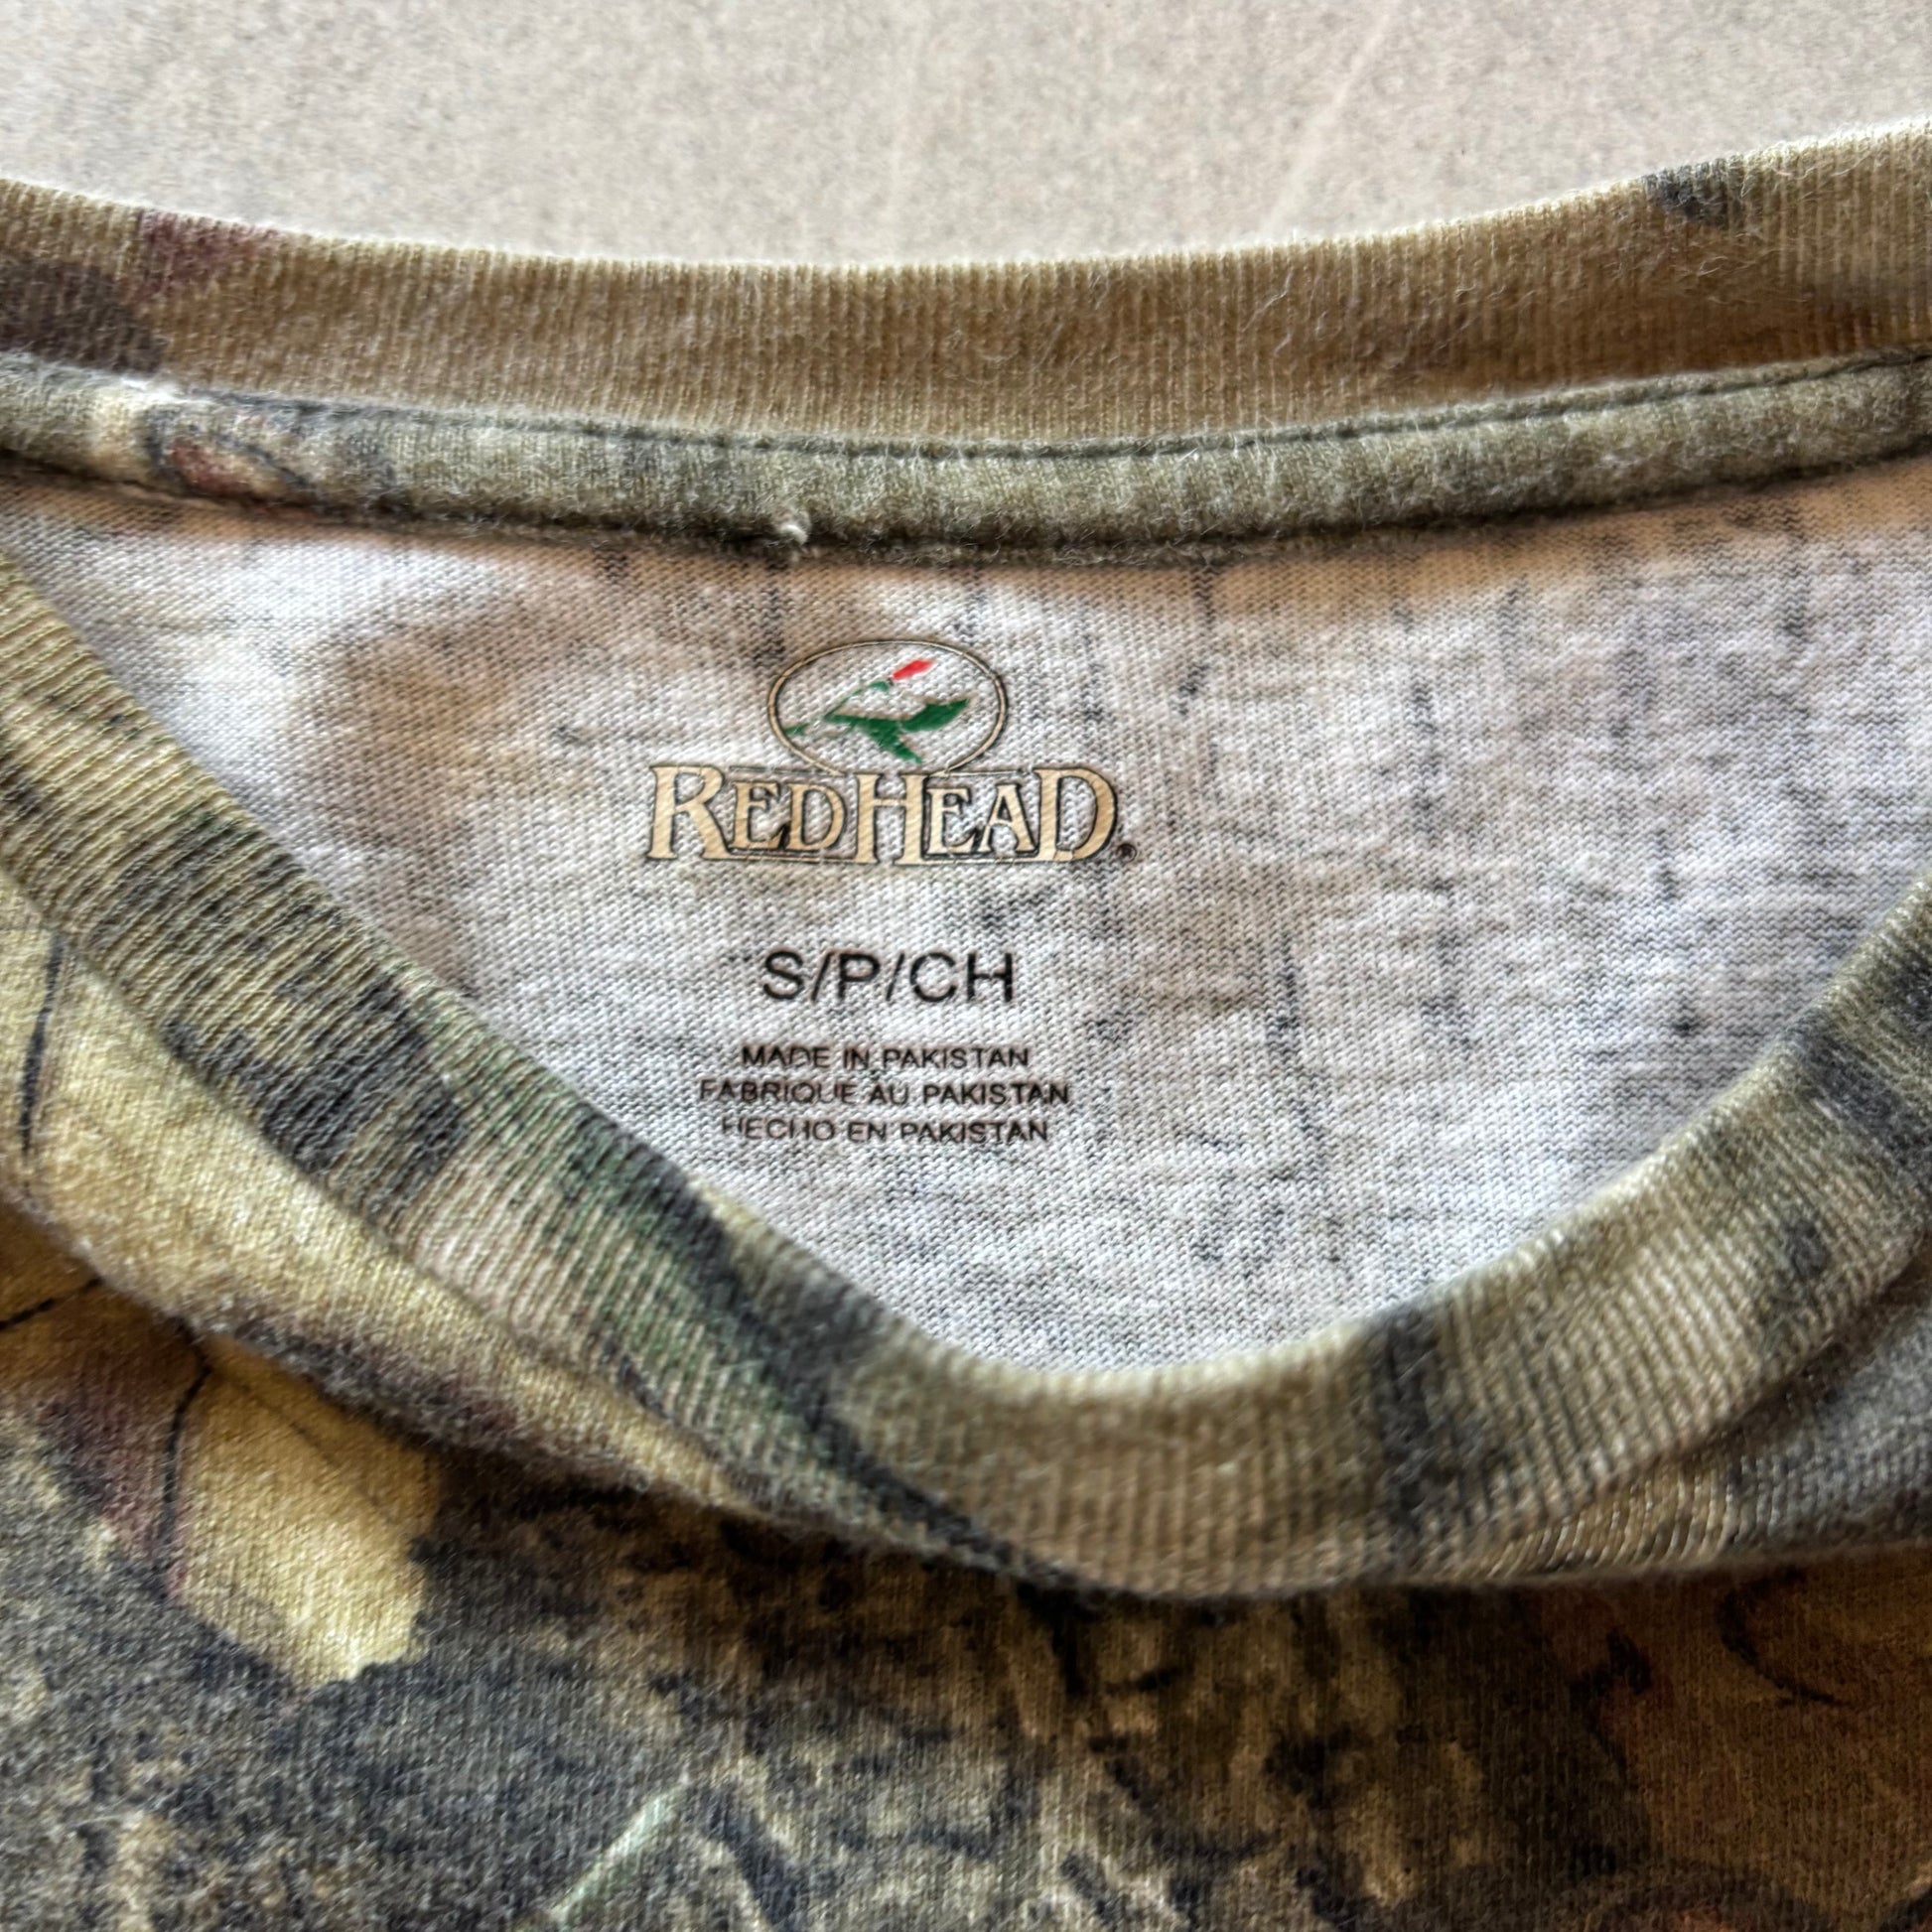 REDHEAD®
S/P/CH
MADE IN PAKISTAN
FABRIQUE AU PAKISTAN
HECHO EN PAKISTAN